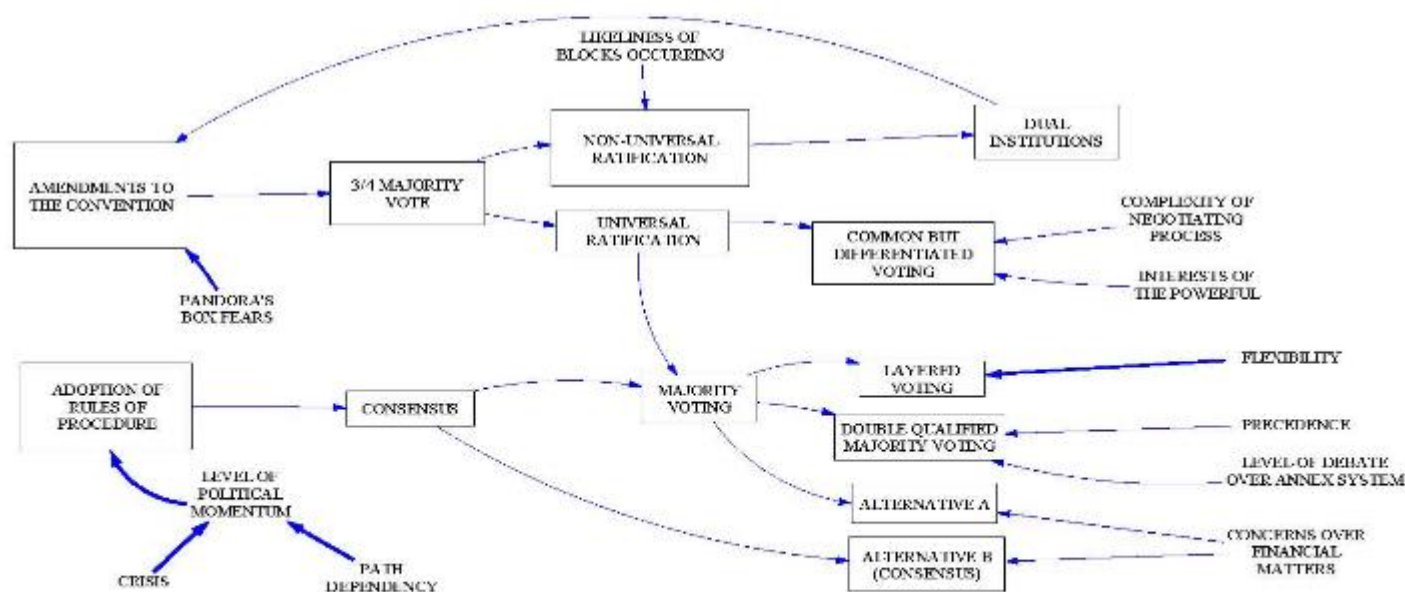 LIKELINESS OF
BLOCKS OCCURRING
DUAL
INSTITUTIONS
NON-UNIVERSAL
RATIFICATION
AMENDMENTS TO
THE CONVENTION
3/4 MAJORITY
VOTE
UNIVERSAL
RATIFICATION
COMMON BUT
DIFFERENTIATED
VOTING
COMPLEXITY OF
NEGOTIATING
PROCESS
INTERESTS OF
THE POWERFUL
PANDORA'S
BOX FEARS
ADOPTION OF
RULES OF
PROCEDURE
CONSENSUS
MAJORITY
VOTING
LAYERED
VOTING
FLEXIBILITY
DOUBLE QUALIFIED
MAJORITY VOTING
PRECEDENCE
LEVEL OF DEBATE
OVER ANNEX SYSTEM
LEVEL OF
POLITICAL
MOMENTUM
ALTERNATIVE A
ALTERNATIVE B
(CONSENSUS)
CONCERNS OVER
FINANCIAL
MATTERS
CRISIS
PATH
DEPENDENCY